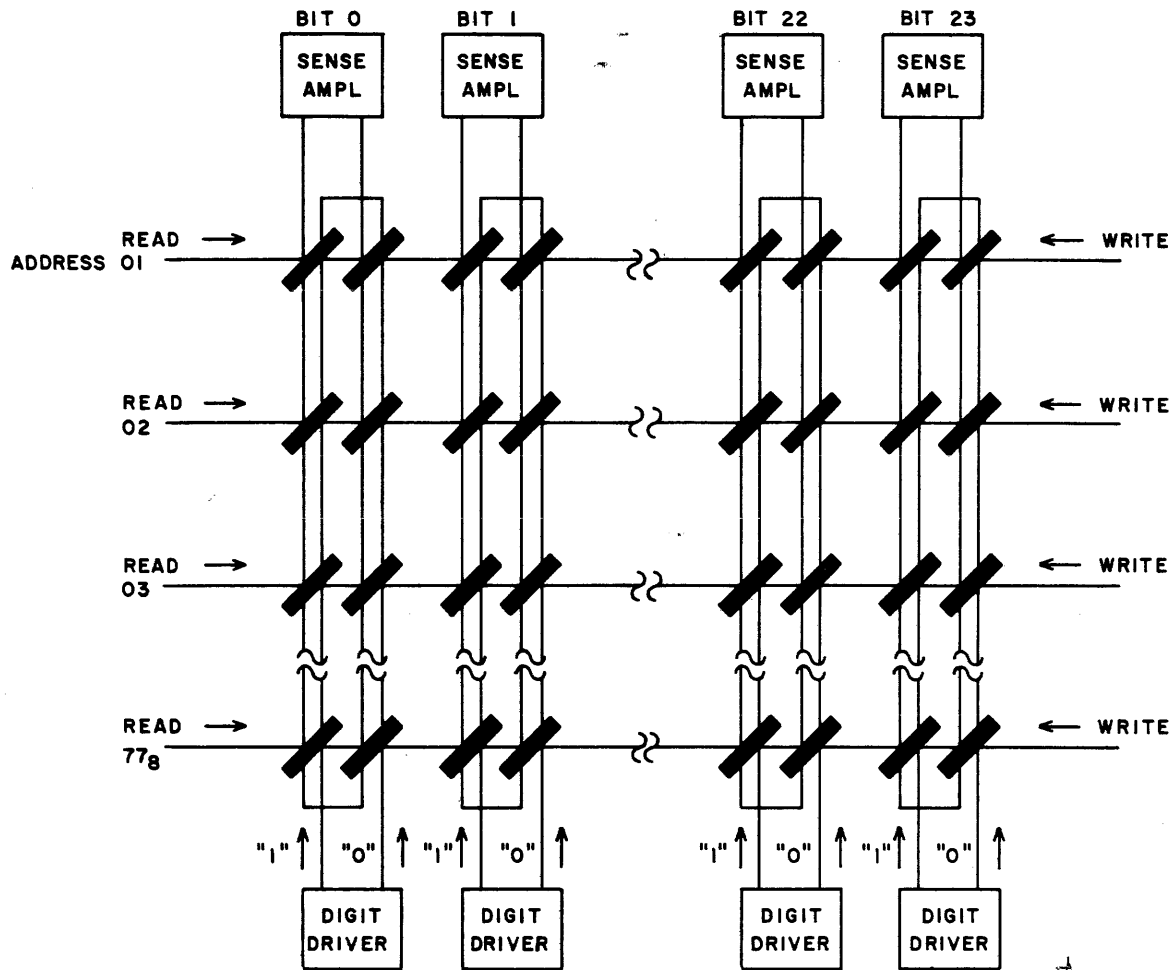 BIT 0 BIT 1 BIT 22 BIT 23
SENSE AMPL SENSE AMPL SENSE AMPL SENSE AMPL
READ → ← WRITE
ADDRESS 01
READ → ← WRITE
02
READ → ← WRITE
03
READ → ← WRITE
77₈
"1" "0" "1" "0" "1" "0" "1" "0"
DIGIT DRIVER DIGIT DRIVER DIGIT DRIVER DIGIT DRIVER